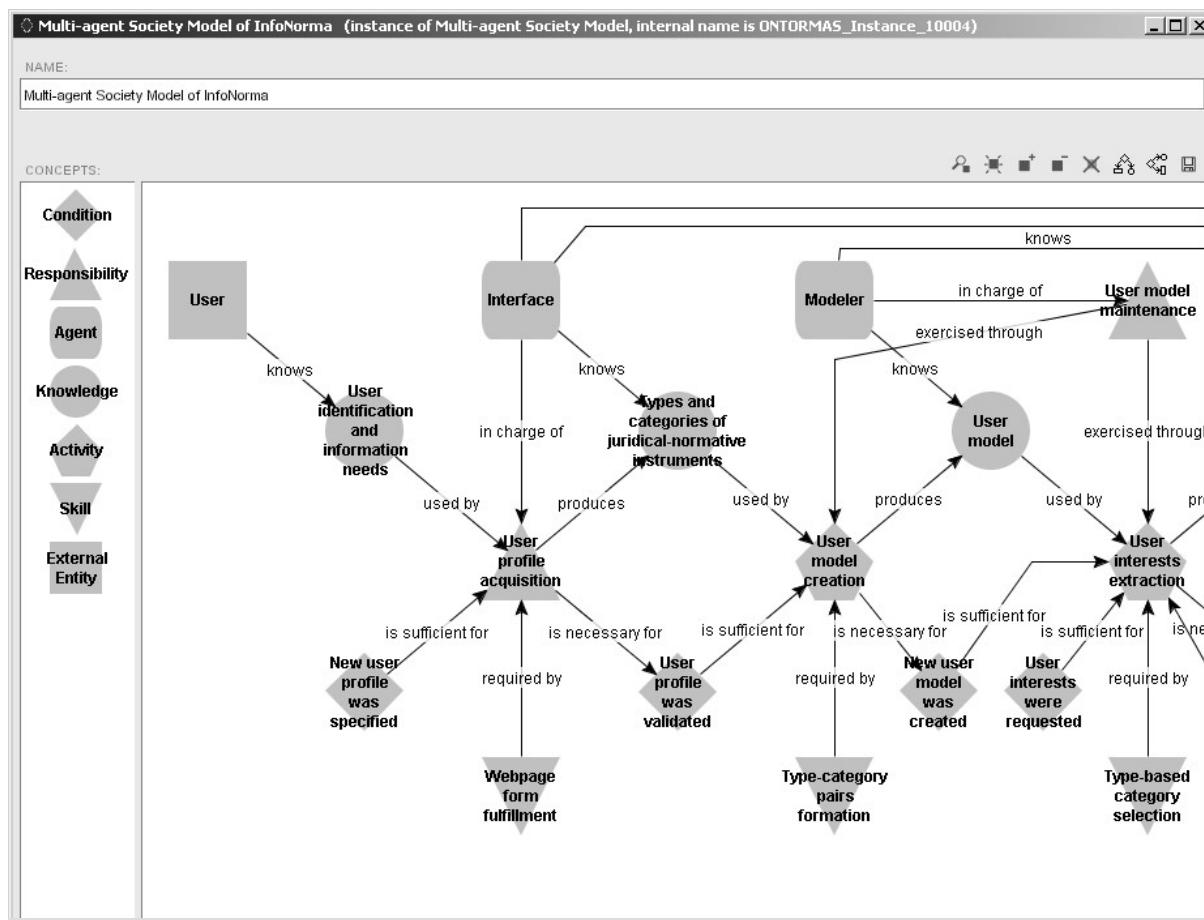 Multi-agent Society Model of InfoNorma (instance of Multi-agent Society Model, internal name is ONTORMAS_Instance_10004)
NAME:
Multi-agent Society Model of InfoNorma
CONCEPTS:
Condition
Responsibility
Agent
Knowledge
Activity
Skill
External
Entity
knows
User
Interface
Modeler
in charge of
User model
maintenance
exercised through
knows
knows
knows
User
identification
and
information
needs
in charge of
Types and
categories of
juridical-normative
instruments
User
model
exercised through
used by
produces
used by
produces
used by
pr
User
profile
acquisition
User
model
creation
User
interests
extraction
is sufficient for
is necessary for
is sufficient for
is necessary for
is sufficient for
is ne
New user
profile
was
specified
required by
User
profile
was
validated
required by
New user
model
was
created
User
interests
were
requested
required by
Webpage
form
fulfillment
Type-category
pairs
formation
Type-based
category
selection